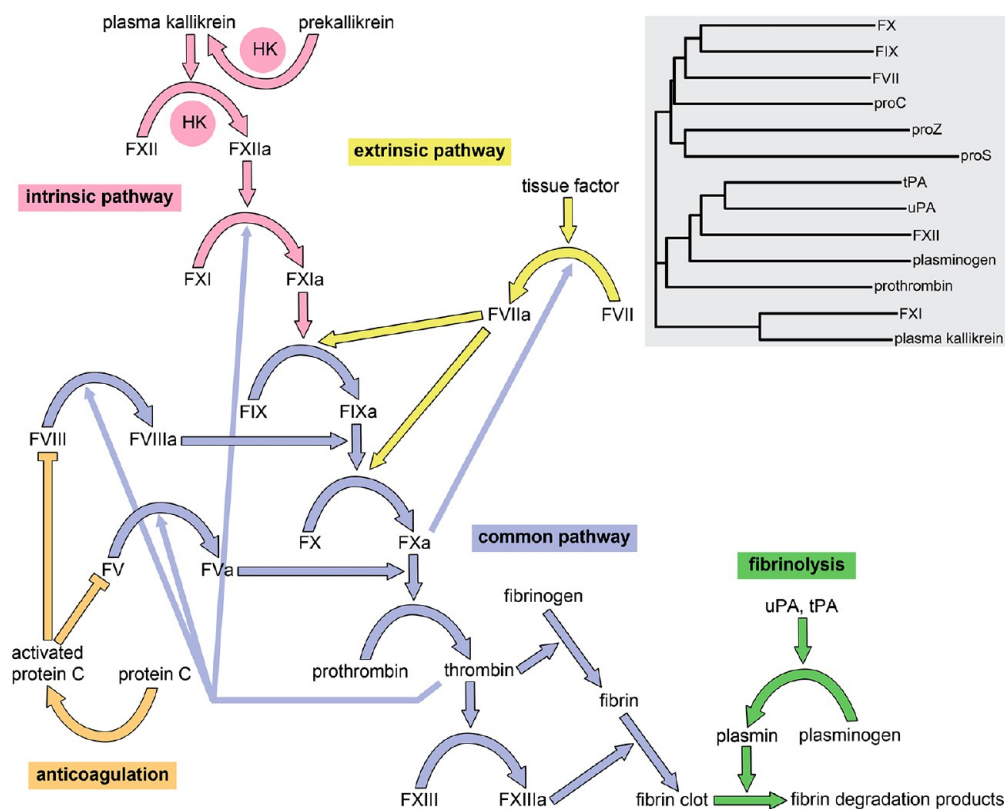 plasma kallikrein
prekallikrein
HK
HK
FXII
FXIIa
intrinsic pathway
extrinsic pathway
tissue factor
FXI
FXIa
FVIIa
FVII
FIX
FIXa
FVIII
FVIIIa
FX
FXa
common pathway
FV
FVa
fibrinolysis
fibrinogen
uPA, tPA
activated
protein C
protein C
prothrombin
thrombin
fibrin
plasmin
plasminogen
anticoagulation
FXIII
FXIIIa
fibrin clot
fibrin degradation products
FX
FIX
FVII
proC
proZ
proS
tPA
uPA
FXII
plasminogen
prothrombin
FXI
plasma kallikrein